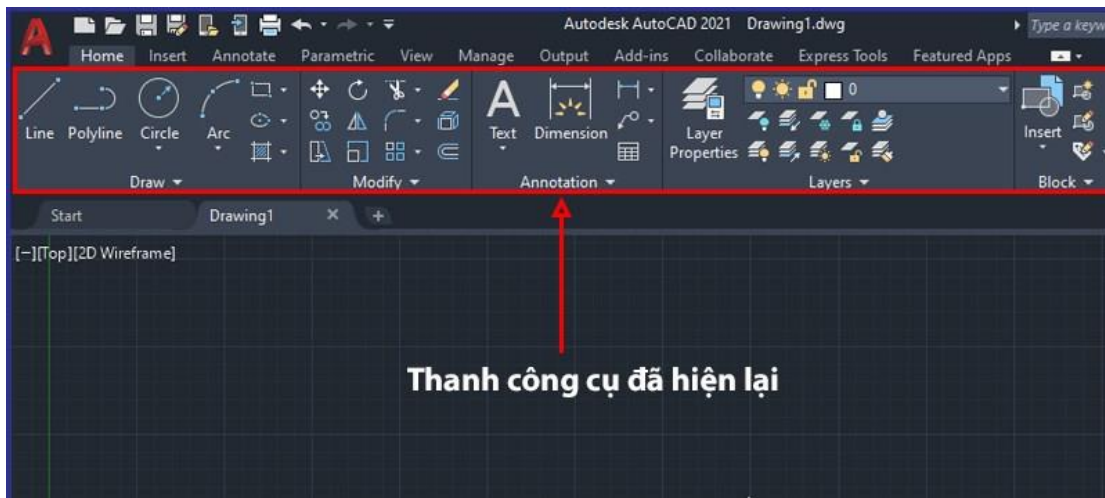 A
Autodesk AutoCAD 2021 Drawing1.dwg
Type a keyw
Home Insert Annotate Parametric View Manage Output Add-ins Collaborate Express Tools Featured Apps
Line Polyline Circle Arc
A
Text Dimension
Layer Properties
0
Insert
Draw Modify Annotation Layers Block
Start Drawing1
[−][Top][2D Wireframe]
Thanh công cụ đã hiện lại